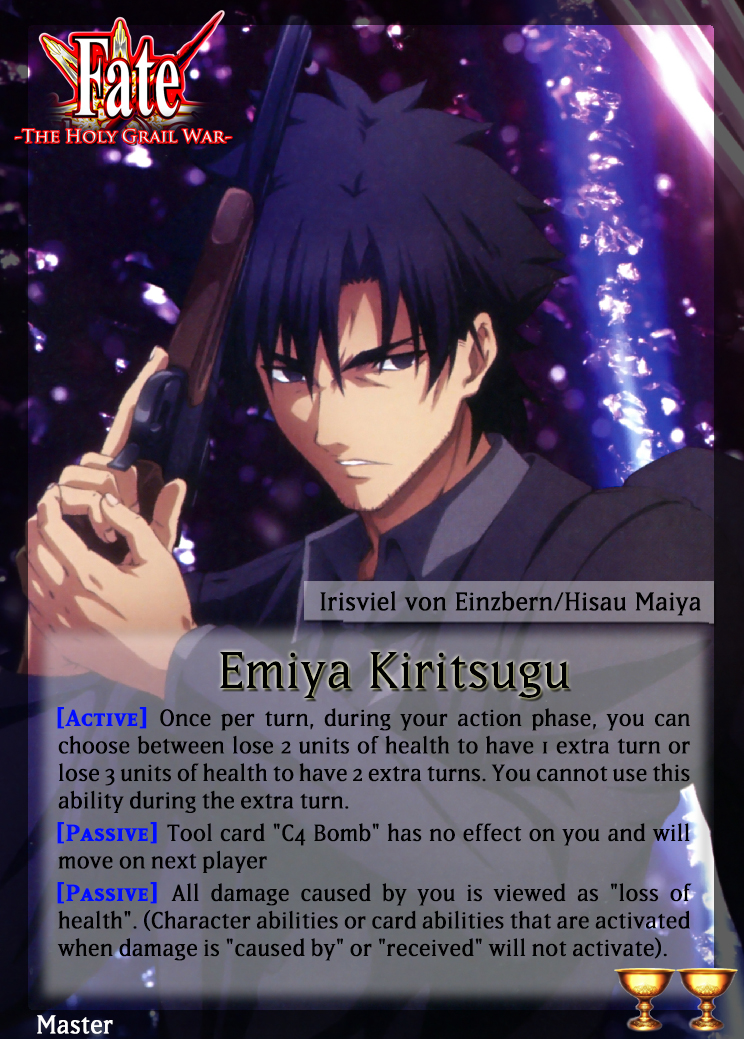 Fate
-The Holy Grail War-
Irisviel von Einzbern/Hisau Maiya
Emiya Kiritsugu
[Active] Once per turn, during your action phase, you can
choose between lose 2 units of health to have 1 extra turn or
lose 3 units of health to have 2 extra turns. You cannot use this
ability during the extra turn.
[Passive] Tool card "C4 Bomb" has no effect on you and will
move on next player
[Passive] All damage caused by you is viewed as "loss of
health". (Character abilities or card abilities that are activated
when damage is "caused by" or "received" will not activate).
Master